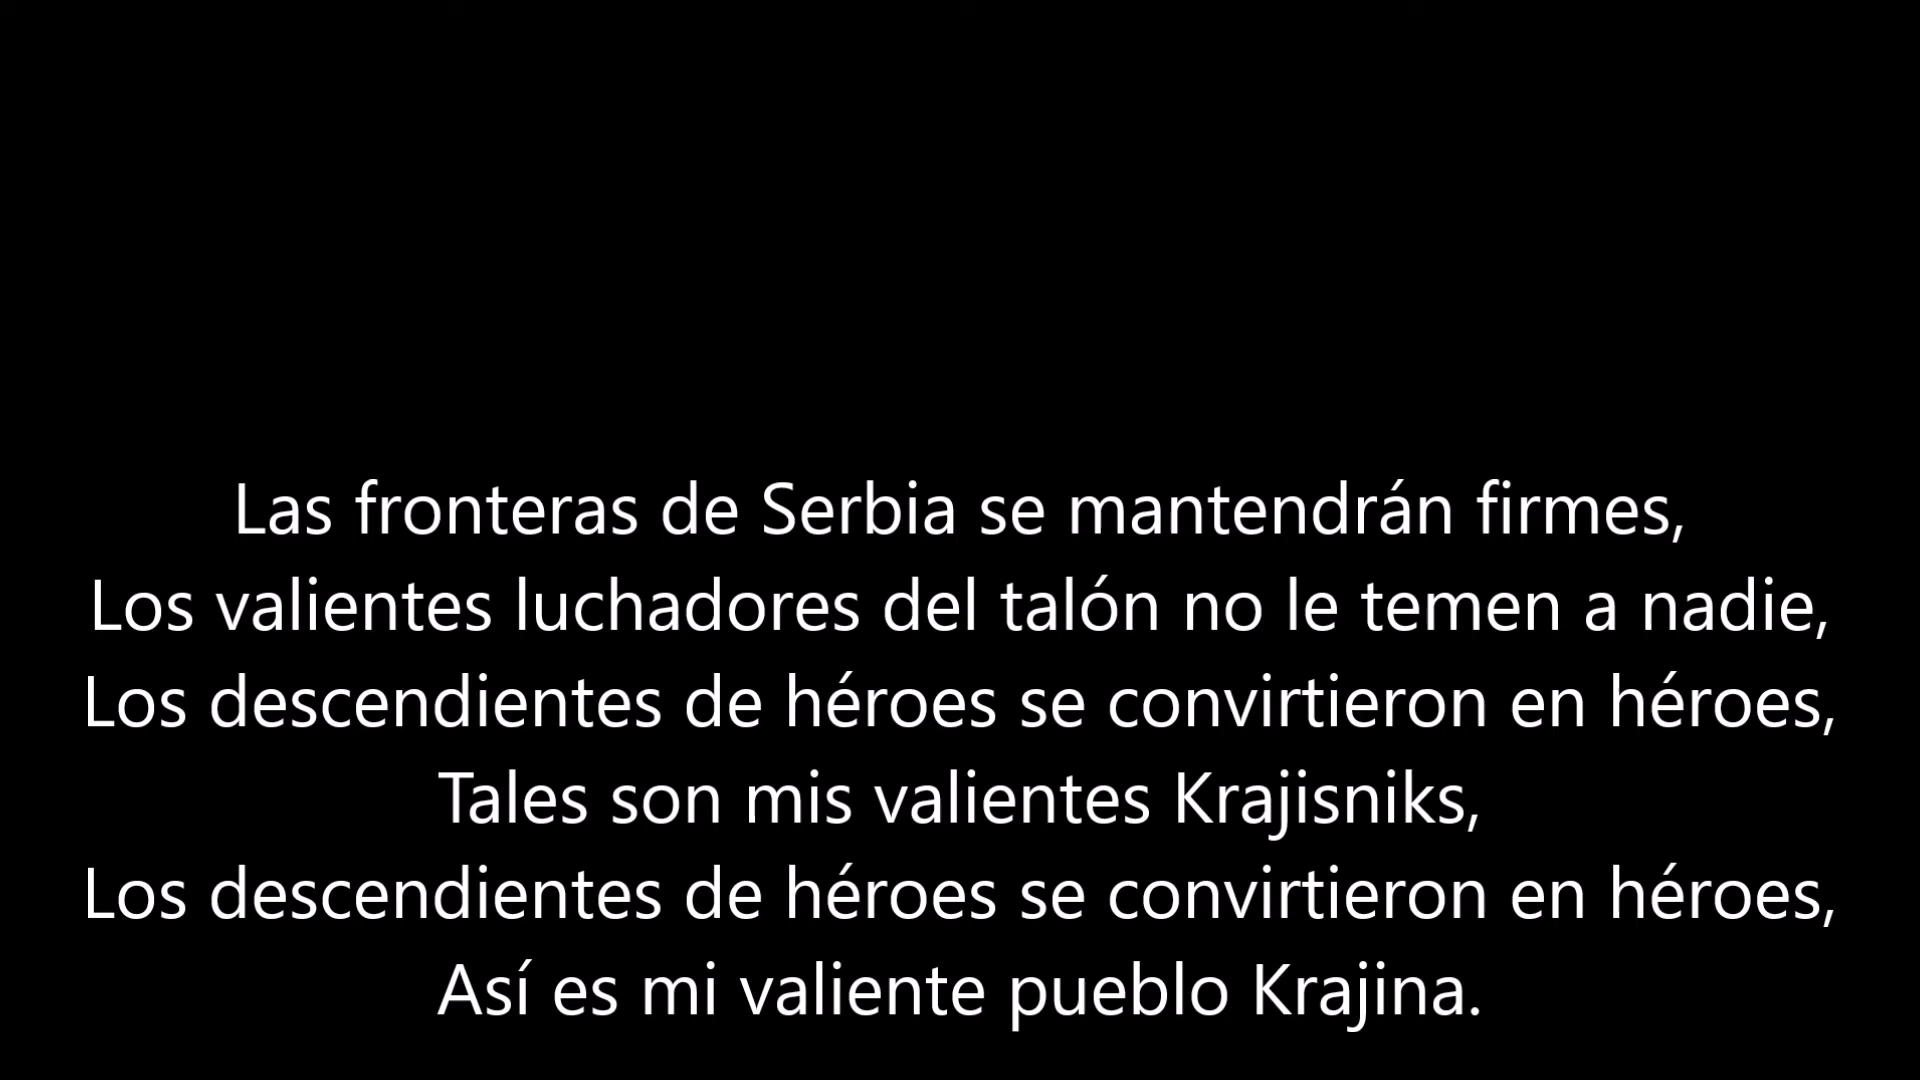 Las fronteras de Serbia se mantendrán firmes,
Los valientes luchadores del talón no le temen a nadie,
Los descendientes de héroes se convirtieron en héroes,
Tales son mis valientes Krajisniks,
Los descendientes de héroes se convirtieron en héroes,
Así es mi valiente pueblo Krajina.